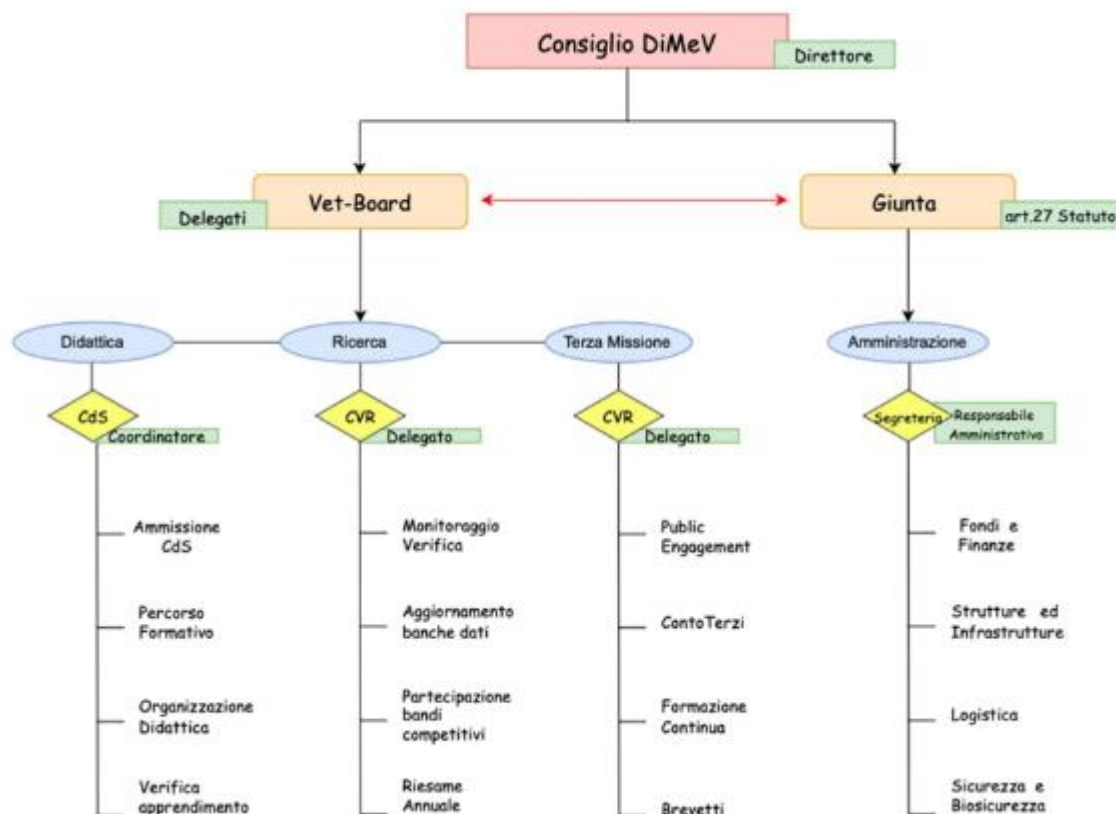 Consiglio DiMeV
Direttore
Vet-Board
Delegati
Giunta
art.27 Statuto
Didattica
Ricerca
Terza Missione
Amministrazione
CdS
Coordinatore
CVR
Delegato
CVR
Delegato
Segreteria
Responsabile
Amministrativo
Ammissione
CdS
Percorso
Formativo
Organizzazione
Didattica
Verifica
apprendimento
Monitoraggio
Verifica
Aggiornamento
banche dati
Partecipazione
bandi
competitivi
Riesame
Annuale
Public
Engagement
ContoTerzi
Formazione
Continua
Brevetti
Fondi e
Finanze
Strutture ed
Infrastrutture
Logistica
Sicurezza e
Biosicurezza